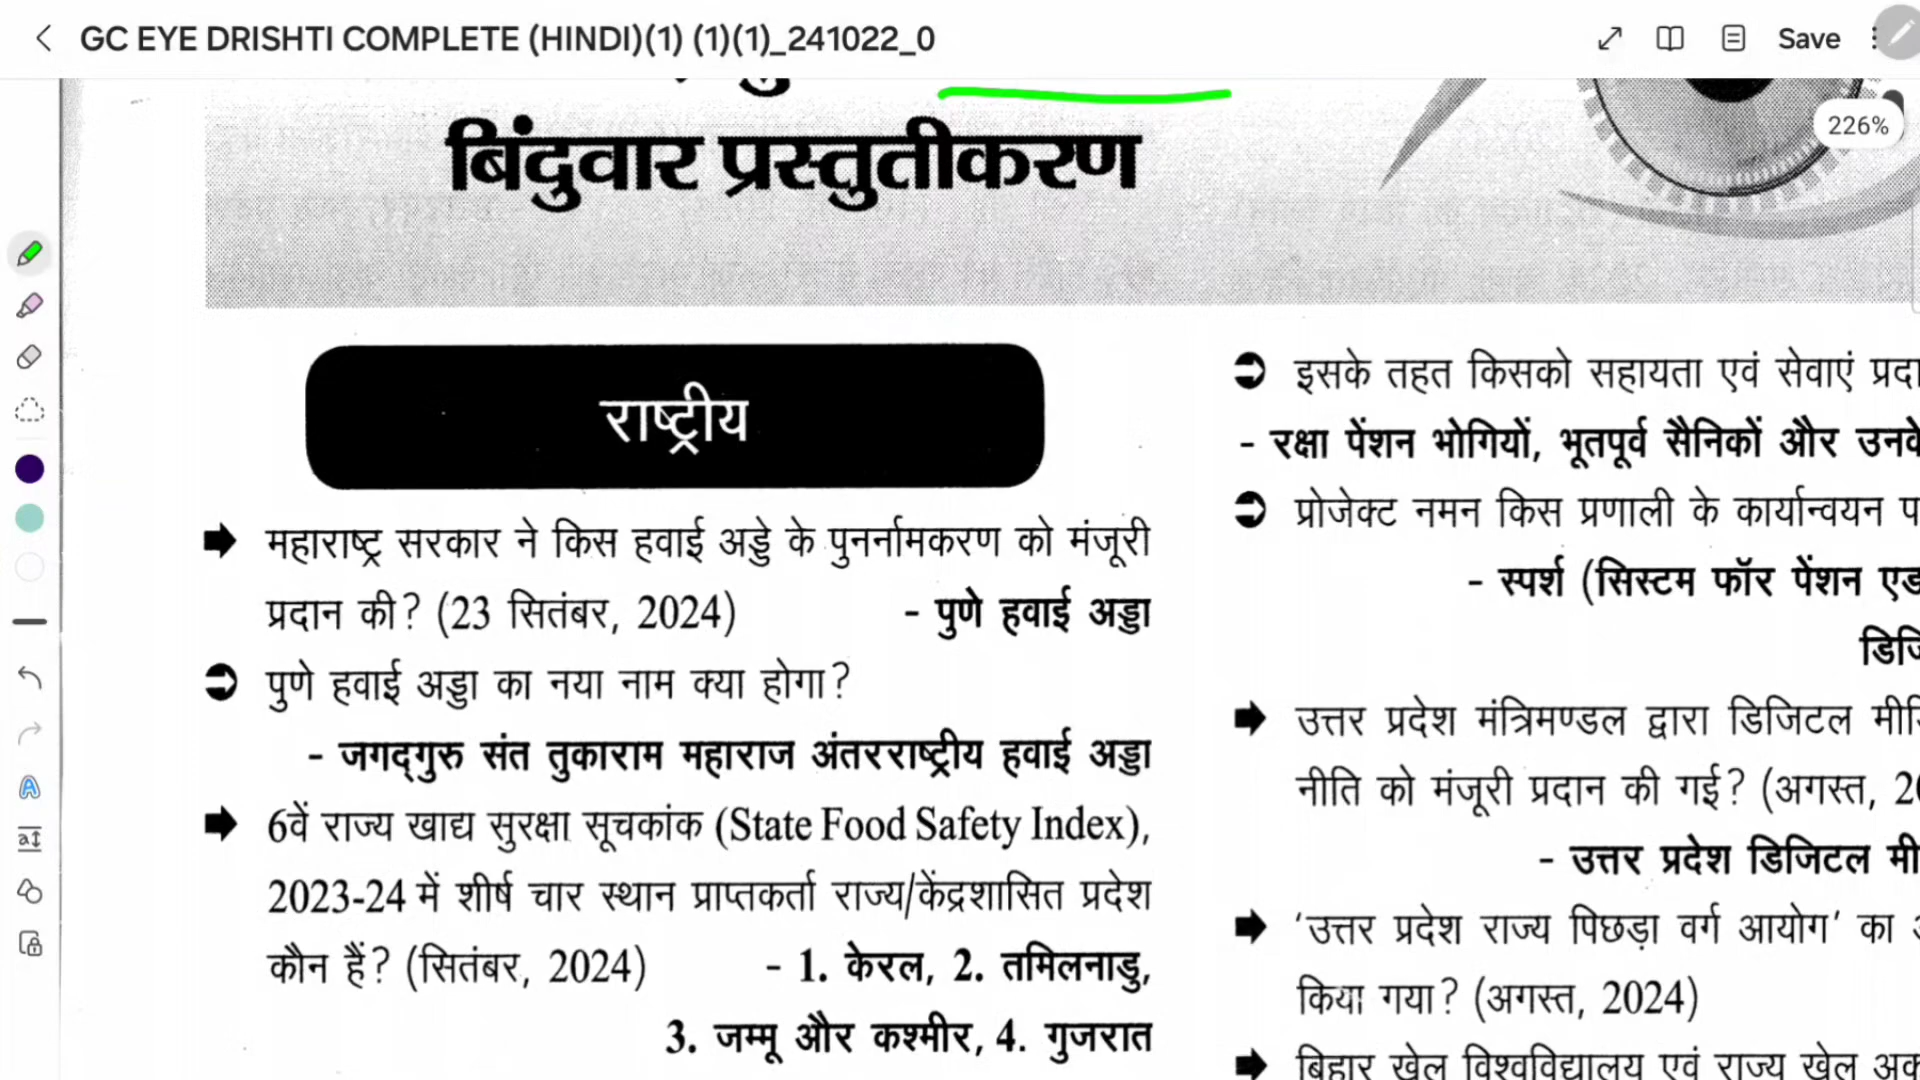 GC EYE DRISHTI COMPLETE (HINDI)(1) (1)(1)_241022_0
Save
226%
बिंदुवार प्रस्तुतीकरण
राष्ट्रीय
महाराष्ट्र सरकार ने किस हवाई अड्डे के पुनर्नामकरण को मंजूरी
प्रदान की? (23 सितंबर, 2024) - पुणे हवाई अड्डा
पुणे हवाई अड्डा का नया नाम क्या होगा?
- जगद्गुरु संत तुकाराम महाराज अंतरराष्ट्रीय हवाई अड्डा
6वें राज्य खाद्य सुरक्षा सूचकांक (State Food Safety Index),
2023-24 में शीर्ष चार स्थान प्राप्तकर्ता राज्य/केंद्रशासित प्रदेश
कौन हैं? (सितंबर, 2024) - 1. केरल, 2. तमिलनाडु,
3. जम्मू और कश्मीर, 4. गुजरात
इसके तहत किसको सहायता एवं सेवाएं
- रक्षा पेंशन भोगियों, भूतपूर्व सैनिकों और
प्रोजेक्ट नमन किस प्रणाली के कार्यान्वयन
- स्पर्श (सिस्टम फॉर पेंशन
उत्तर प्रदेश मंत्रिमण्डल द्वारा डिजिटल
नीति को मंजूरी प्रदान की गई? (अगस्त,
- उत्तर प्रदेश डिजिटल
'उत्तर प्रदेश राज्य पिछड़ा वर्ग आयोग' का
किया गया? (अगस्त, 2024)
बिहार खेल विश्वविद्यालय एवं राज्य खेल